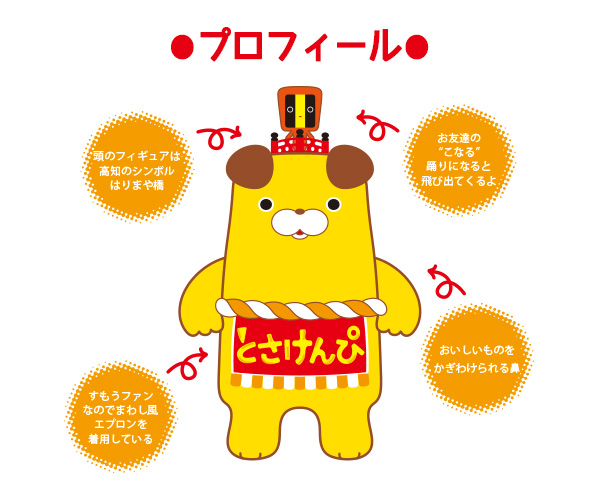 ●プロフィール●
頭のフィギュアは
高知のシンボル
はりまや橋
お友達の
“こなる”
踊りになると
飛び出てくるよ
とさけんぴ
おいしいものを
かぎわけられる鼻
すもうファン
なのでまわし風
エプロンを
着用している